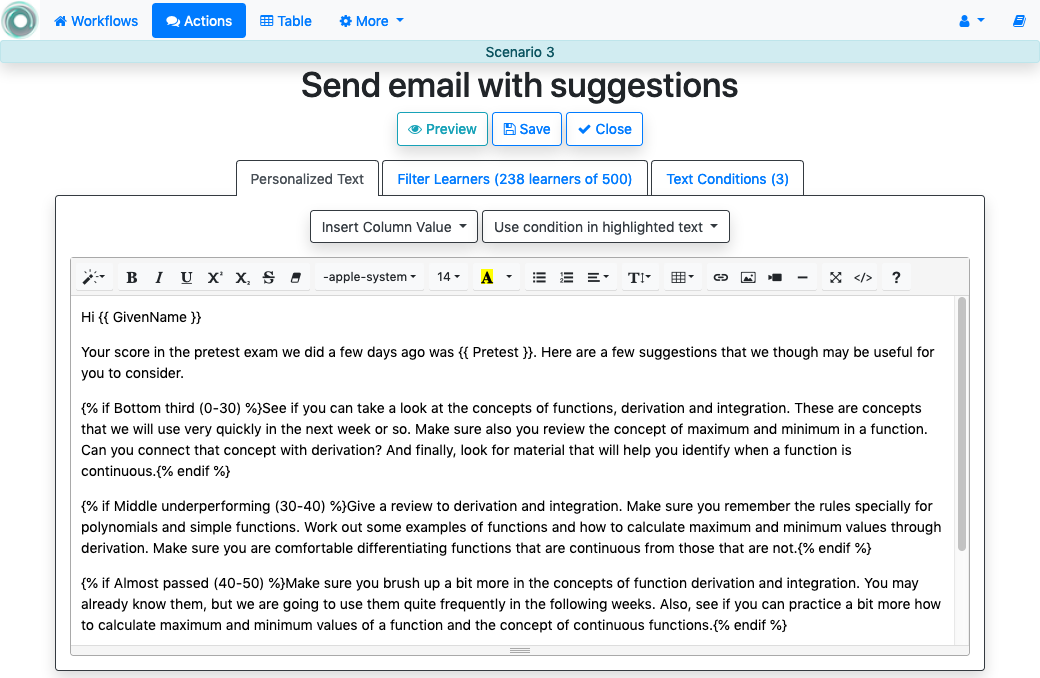 Workflows Actions Table More
Scenario 3
Send email with suggestions
Preview Save Close
Personalized Text Filter Learners (238 learners of 500) Text Conditions (3)
Insert Column Value Use condition in highlighted text
B I U X² X₂ S -apple-system 14 A T </> ?
Hi {{ GivenName }}
Your score in the pretest exam we did a few days ago was {{ Pretest }}. Here are a few suggestions that we though may be useful for
you to consider.
{% if Bottom third (0-30) %}See if you can take a look at the concepts of functions, derivation and integration. These are concepts
that we will use very quickly in the next week or so. Make sure also you review the concept of maximum and minimum in a function.
Can you connect that concept with derivation? And finally, look for material that will help you identify when a function is
continuous.{% endif %}
{% if Middle underperforming (30-40) %}Give a review to derivation and integration. Make sure you remember the rules specially for
polynomials and simple functions. Work out some examples of functions and how to calculate maximum and minimum values through
derivation. Make sure you are comfortable differentiating functions that are continuous from those that are not.{% endif %}
{% if Almost passed (40-50) %}Make sure you brush up a bit more in the concepts of function derivation and integration. You may
already know them, but we are going to use them quite frequently in the following weeks. Also, see if you can practice a bit more how
to calculate maximum and minimum values of a function and the concept of continuous functions.{% endif %}